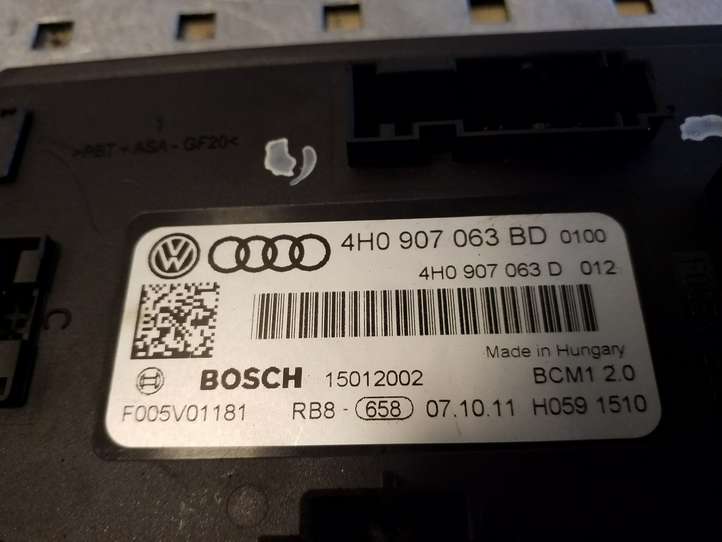 1
>PBT-ASA-GF20<
4H0 907 063 BD 0100
4H0 907 063 D 012
Made in Hungary
BOSCH 15012002 BCM1 2.0
F005V01181 RB8-658 07.10.11 H059 1510
C